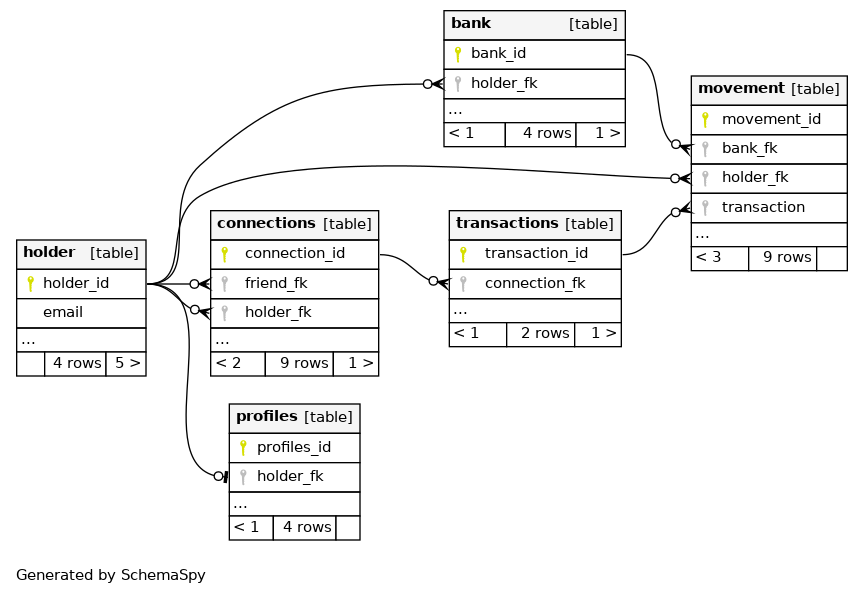 bank [table]
bank_id
holder_fk
...
< 1 4 rows 1 >
movement [table]
movement_id
bank_fk
holder_fk
transaction
...
< 3 9 rows
connections [table]
connection_id
friend_fk
holder_fk
...
< 2 9 rows 1 >
transactions [table]
transaction_id
connection_fk
...
< 1 2 rows 1 >
holder [table]
holder_id
email
...
4 rows 5 >
profiles [table]
profiles_id
holder_fk
...
< 1 4 rows
Generated by SchemaSpy